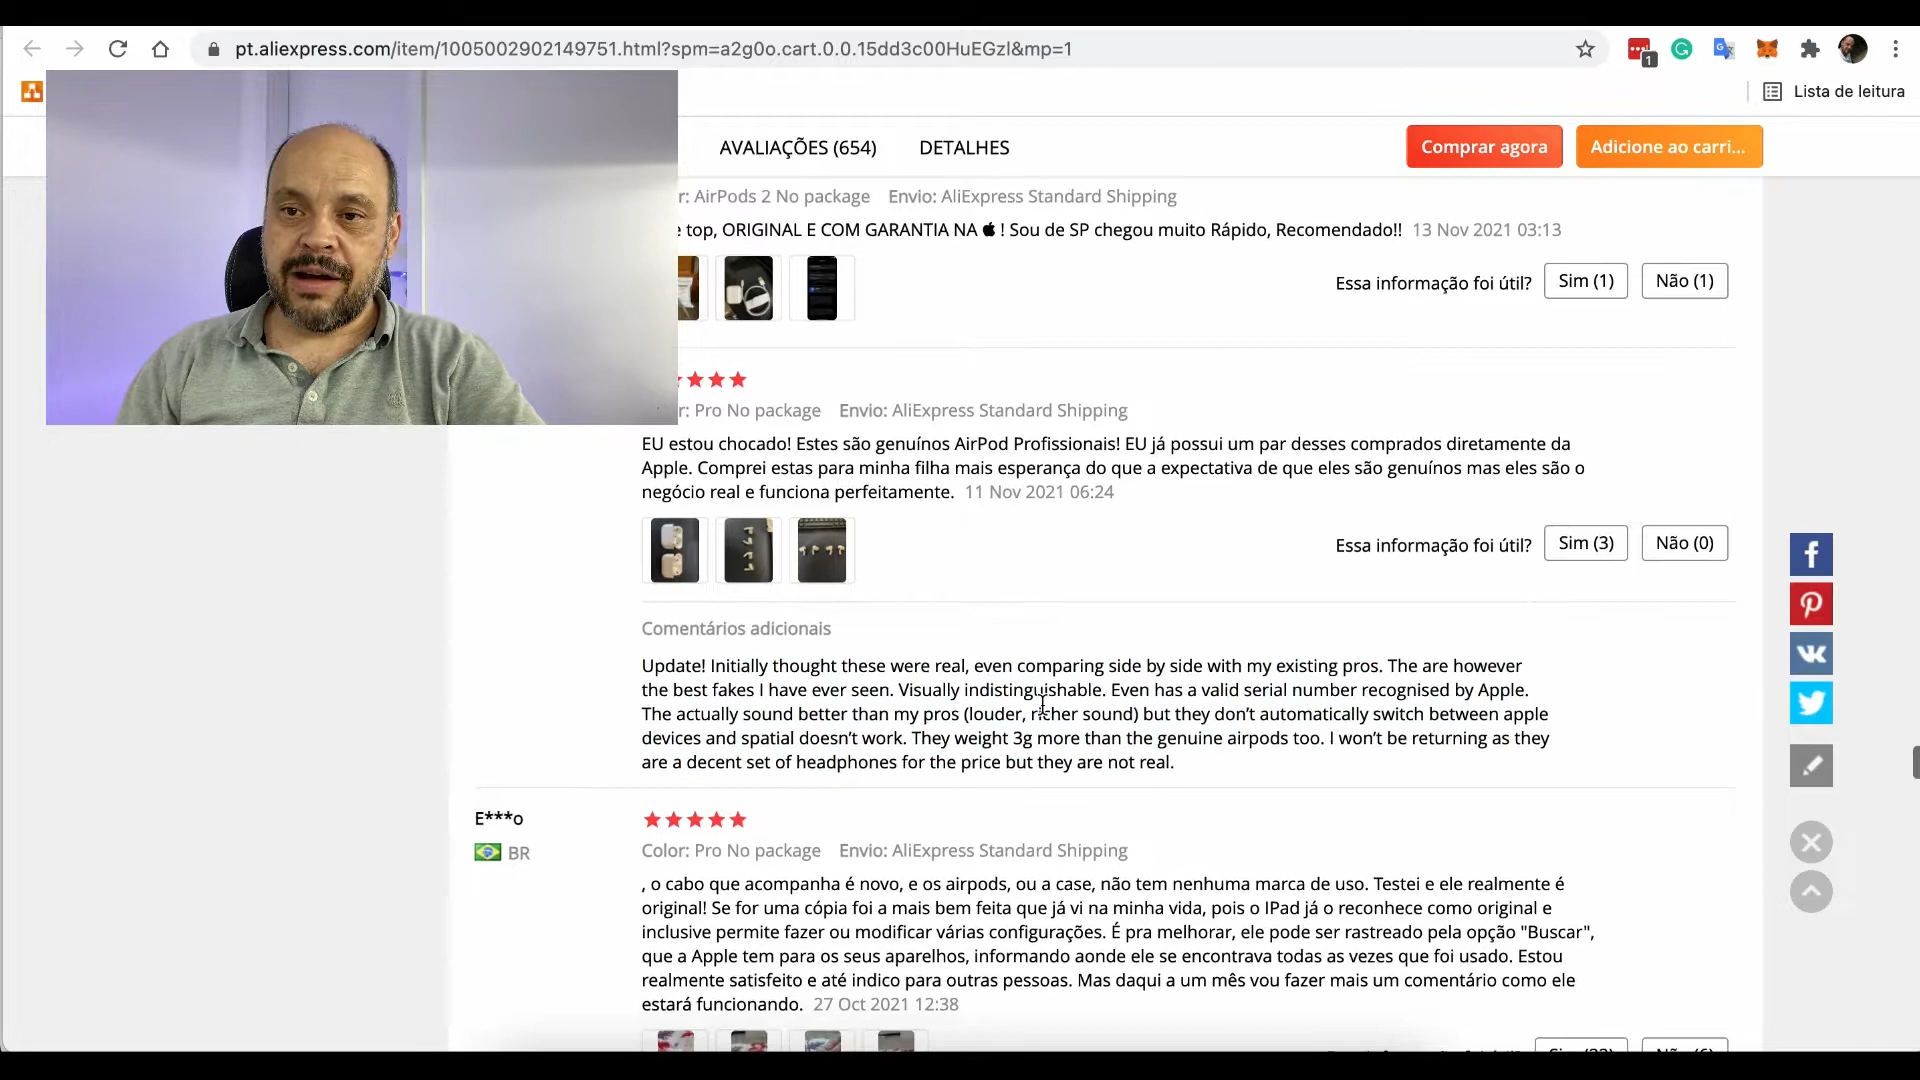 pt.aliexpress.com/item/1005002902149751.html?spm=a2g0o.cart.0.0.15dd3c00HuEGzl&mp=1
1
Lista de leitura
AVALIAÇÕES (654) DETALHES Comprar agora Adicione ao carri...
r: AirPods 2 No package Envio: AliExpress Standard Shipping
e top, ORIGINAL E COM GARANTIA NA ! Sou de SP chegou muito Rápido, Recomendado!! 13 Nov 2021 03:13
Essa informação foi útil? Sim (1) Não (1)
r: Pro No package Envio: AliExpress Standard Shipping
EU estou chocado! Estes são genuínos AirPod Profissionais! EU já possui um par desses comprados diretamente da
Apple. Comprei estas para minha filha mais esperança do que a expectativa de que eles são genuínos mas eles são o
negócio real e funciona perfeitamente. 11 Nov 2021 06:24
Essa informação foi útil? Sim (3) Não (0)
Comentários adicionais
Update! Initially thought these were real, even comparing side by side with my existing pros. The are however
the best fakes I have ever seen. Visually indistinguishable. Even has a valid serial number recognised by Apple.
The actually sound better than my pros (louder, richer sound) but they don’t automatically switch between apple
devices and spatial doesn’t work. They weight 3g more than the genuine airpods too. I won’t be returning as they
are a decent set of headphones for the price but they are not real.
E***o
BR
Color: Pro No package Envio: AliExpress Standard Shipping
, o cabo que acompanha é novo, e os airpods, ou a case, não tem nenhuma marca de uso. Testei e ele realmente é
original! Se for uma cópia foi a mais bem feita que já vi na minha vida, pois o IPad já o reconhece como original e
inclusive permite fazer ou modificar várias configurações. É pra melhorar, ele pode ser rastreado pela opção "Buscar",
que a Apple tem para os seus aparelhos, informando aonde ele se encontrava todas as vezes que foi usado. Estou
realmente satisfeito e até indico para outras pessoas. Mas daqui a um mês vou fazer mais um comentário como ele
estará funcionando. 27 Oct 2021 12:38